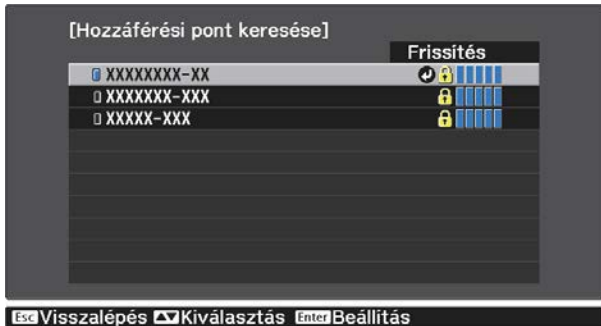 [Hozzáférési pont keresése]
Frissítés
XXXXXXXX-XX
XXXXXXX-XXX
XXXXX-XXX
Esc Visszalépés Kiválasztás Enter Beállítás